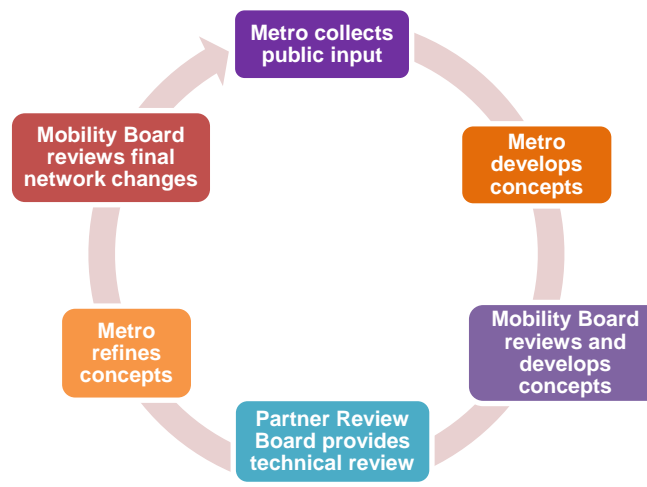 Metro collects
public input
Metro
develops
concepts
Mobility Board
reviews and
develops
concepts
Partner Review
Board provides
technical review
Metro
refines
concepts
Mobility Board
reviews final
network changes